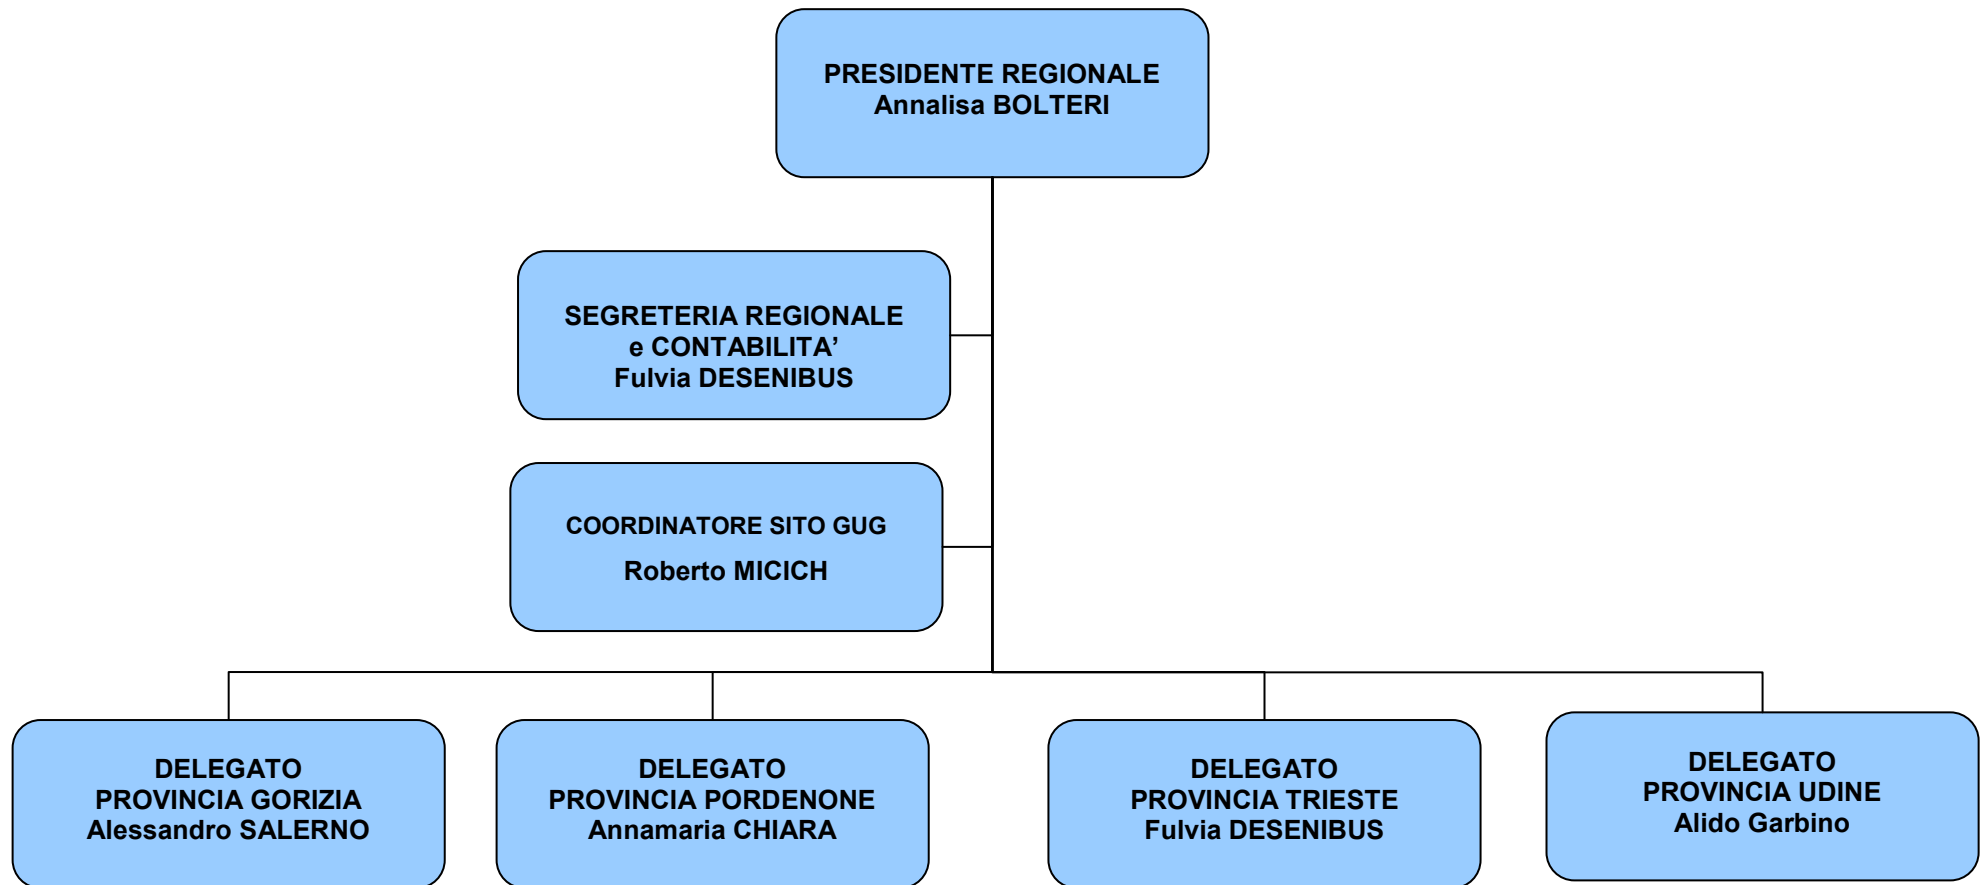 PRESIDENTE REGIONALE
Annalisa BOLTERI
SEGRETERIA REGIONALE
e CONTABILITA’
Fulvia DESENIBUS
COORDINATORE SITO GUG
Roberto MICICH
DELEGATO
PROVINCIA GORIZIA
Alessandro SALERNO
DELEGATO
PROVINCIA PORDENONE
Annamaria CHIARA
DELEGATO
PROVINCIA TRIESTE
Fulvia DESENIBUS
DELEGATO
PROVINCIA UDINE
Alido Garbino